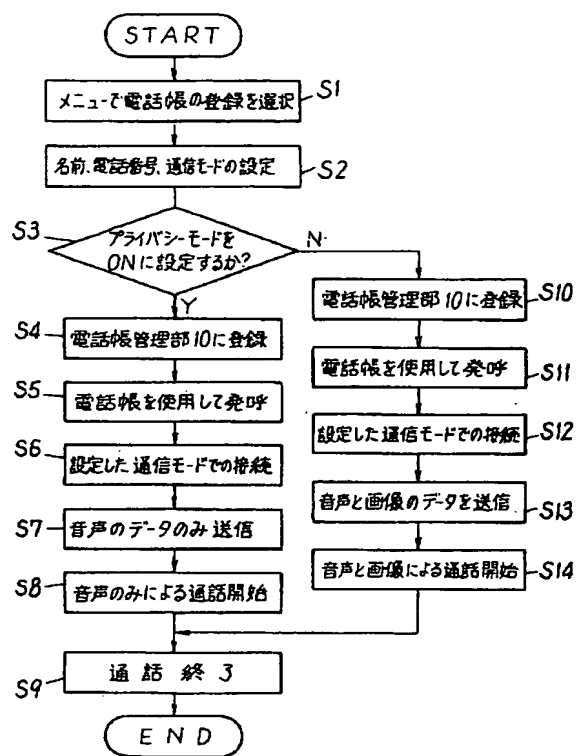 START
メニューで電話帳の登録を選択
S1
名前、電話番号、通信モードの設定
S2
S3
プライバシーモードを
ONに設定するか?
N
Y
S4
電話帳管理部10に登録
S5
電話帳を使用して発呼
S6
設定した通信モードでの接続
S7
音声のデータのみ送信
S8
音声のみによる通話開始
電話帳管理部10に登録
S10
電話帳を使用して発呼
S11
設定した通信モードでの接続
S12
音声と画像のデータを送信
S13
音声と画像による通話開始
S14
S9
通話終了
END